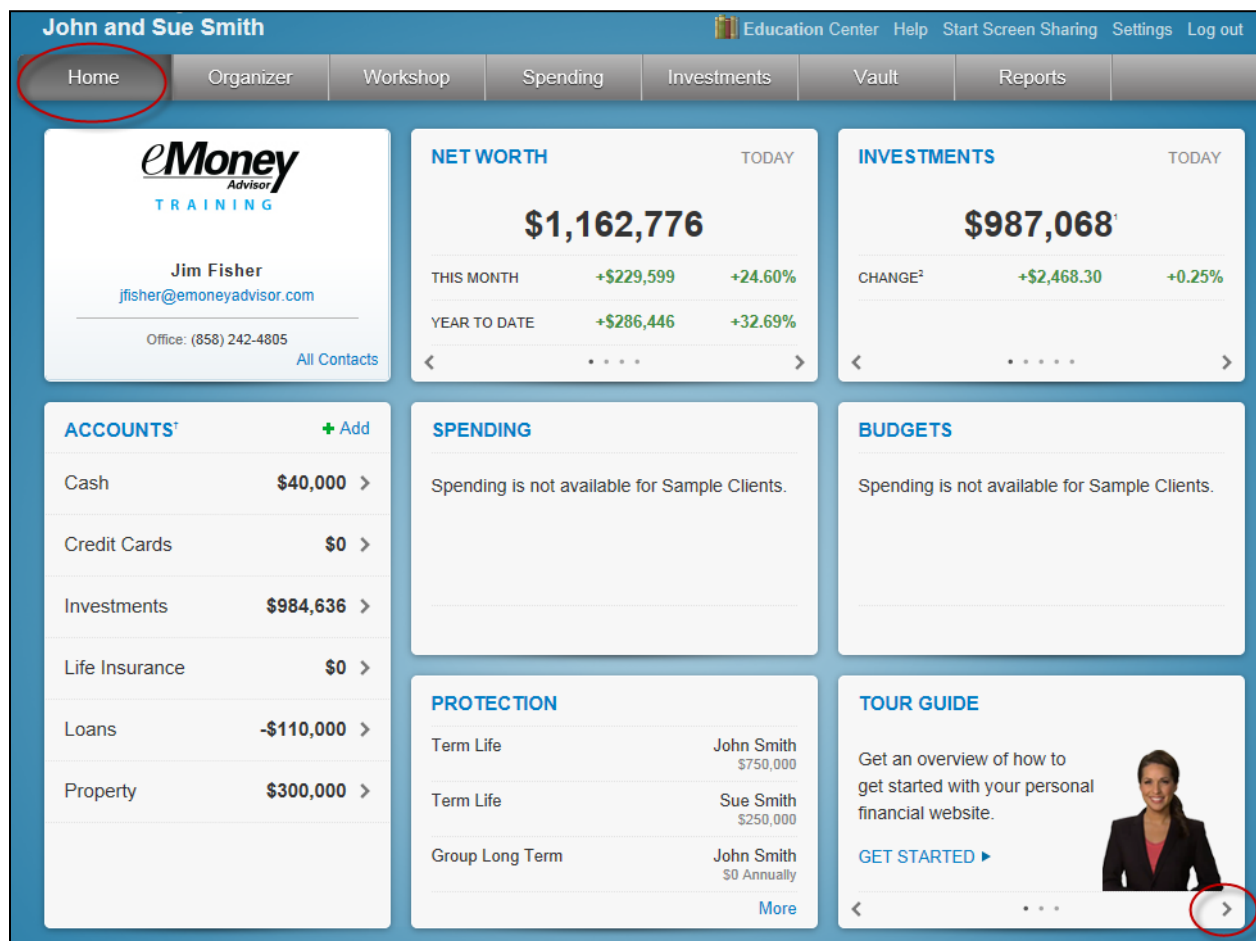 John and Sue Smith
Education Center Help Start Screen Sharing Settings Log out
Home Organizer Workshop Spending Investments Vault Reports
eMoney
Advisor
TRAINING
Jim Fisher
jfisher@emoneyadvisor.com
Office: (858) 242-4805
All Contacts
NET WORTH TODAY
$1,162,776
THIS MONTH +$229,599 +24.60%
YEAR TO DATE +$286,446 +32.69%
INVESTMENTS TODAY
$987,068†
CHANGE² +$2,468.30 +0.25%
ACCOUNTS† + Add
Cash $40,000
Credit Cards $0
Investments $984,636
Life Insurance $0
Loans -$110,000
Property $300,000
SPENDING
Spending is not available for Sample Clients.
BUDGETS
Spending is not available for Sample Clients.
PROTECTION
Term Life John Smith
$750,000
Term Life Sue Smith
$250,000
Group Long Term John Smith
$0 Annually
More
TOUR GUIDE
Get an overview of how to
get started with your personal
financial website.
GET STARTED